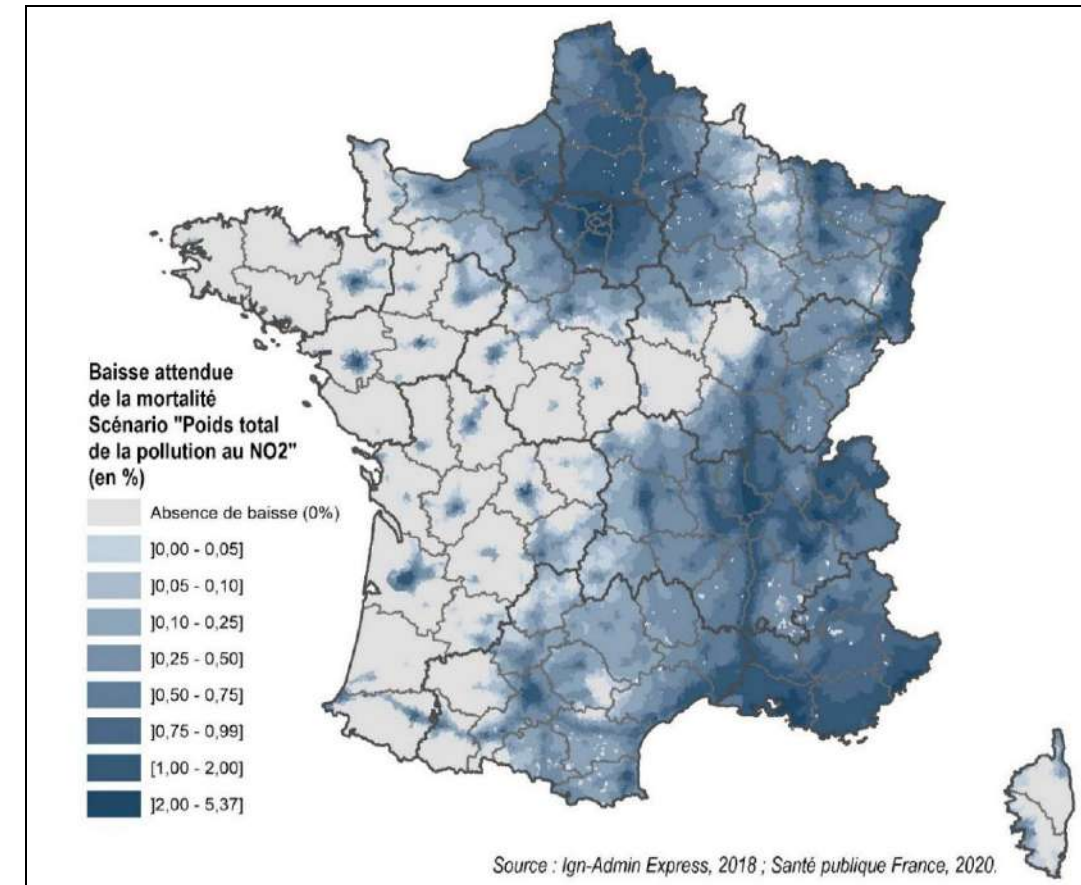 Baisse attendue
de la mortalité
Scénario "Poids total
de la pollution au NO2"
(en %)
Absence de baisse (0%)
]0,00 - 0,05]
]0,05 - 0,10]
]0,10 - 0,25]
]0,25 - 0,50]
]0,50 - 0,75]
]0,75 - 0,99]
[1,00 - 2,00]
]2,00 - 5,37]
Source : Ign-Admin Express, 2018 ; Santé publique France, 2020.